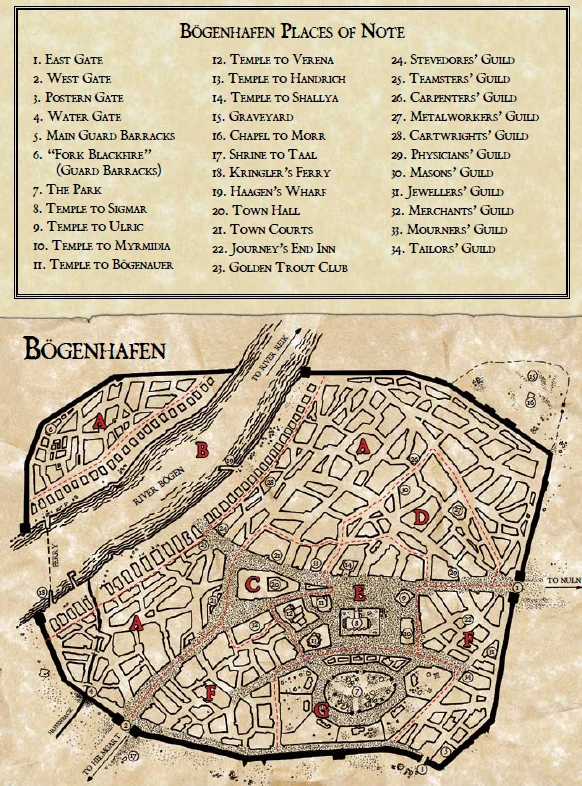 Bögenhafen Places of Note
1. East Gate
2. West Gate
3. Postern Gate
4. Water Gate
5. Main Guard Barracks
6. “Fork Blackfire”
(Guard Barracks)
7. The Park
8. Temple to Sigmar
9. Temple to Ulric
10. Temple to Myrmidia
11. Temple to Bögenauer
12. Temple to Verena
13. Temple to Handrich
14. Temple to Shallya
15. Graveyard
16. Chapel to Morr
17. Shrine to Taal
18. Kringler’s Ferry
19. Haagen’s Wharf
20. Town Hall
21. Town Courts
22. Journey’s End Inn
23. Golden Trout Club
24. Stevedores’ Guild
25. Teamsters’ Guild
26. Carpenters’ Guild
27. Metalworkers’ Guild
28. Cartwrights’ Guild
29. Physicians’ Guild
30. Masons’ Guild
31. Jewellers’ Guild
32. Merchants’ Guild
33. Mourners’ Guild
34. Tailors’ Guild
Bögenhafen
TO RIVER REIK
A
A
B
RIVER BÖGEN
D
FERRY
C
E
TO NULN
A
F
F
G
7
TO HELMGART
17